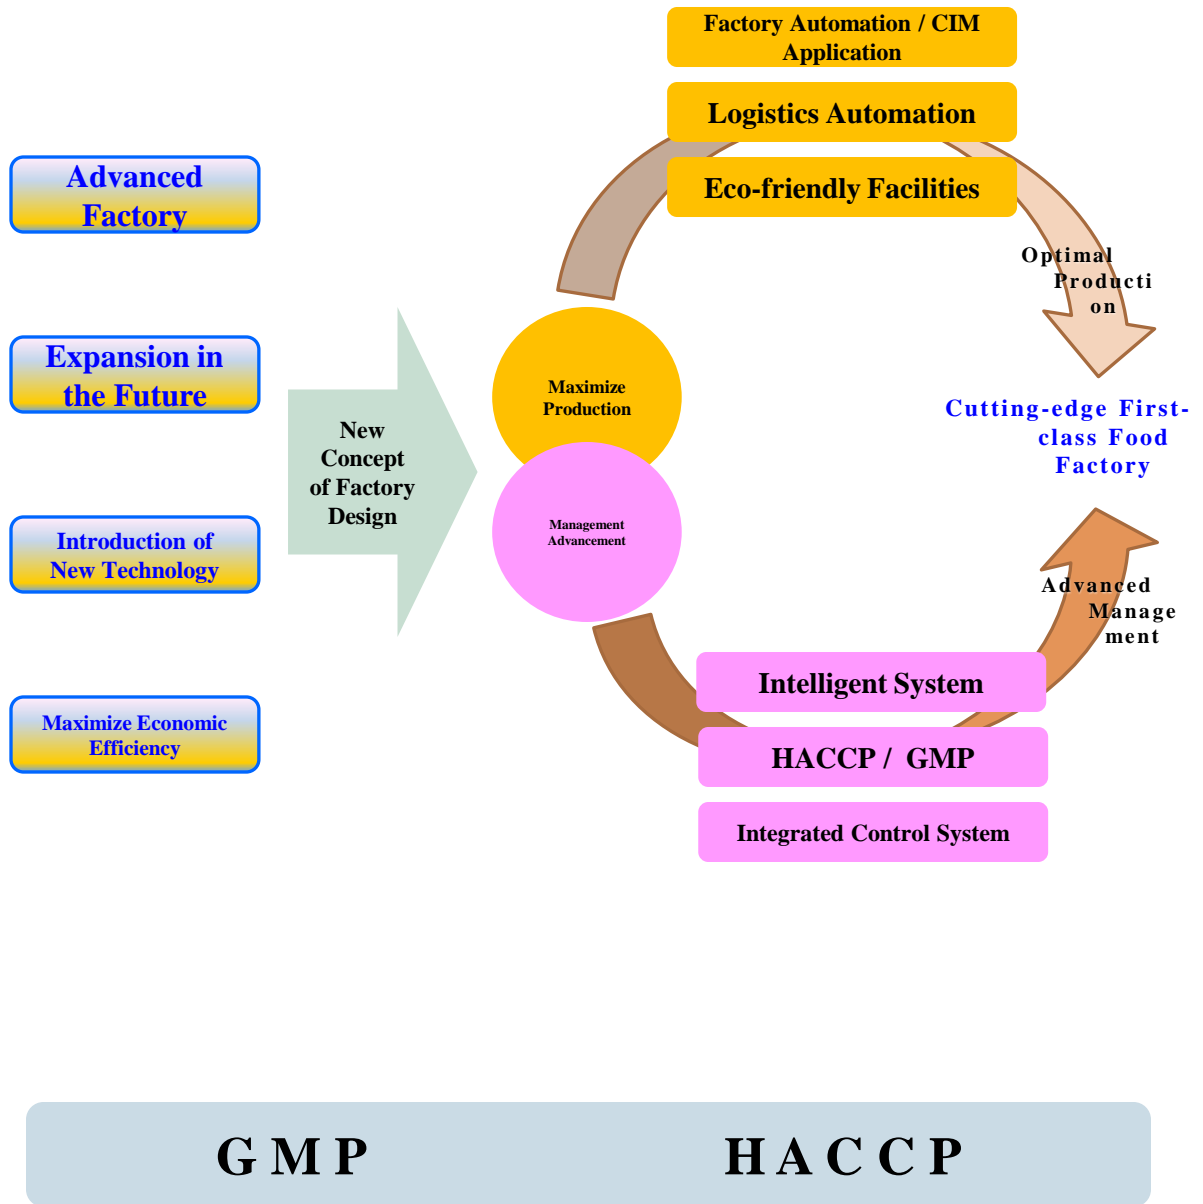 Factory Automation / CIM
Application
Logistics Automation
Eco-friendly Facilities
Advanced
Factory
Expansion in
the Future
Introduction of
New Technology
Maximize Economic
Efficiency
New
Concept
of Factory
Design
Maximize
Production
Management
Advancement
Optimal
Producti
on
Cutting-edge First-
class Food
Factory
Advanced
Manage
ment
Intelligent System
HACCP / GMP
Integrated Control System
G M P
H A C C P